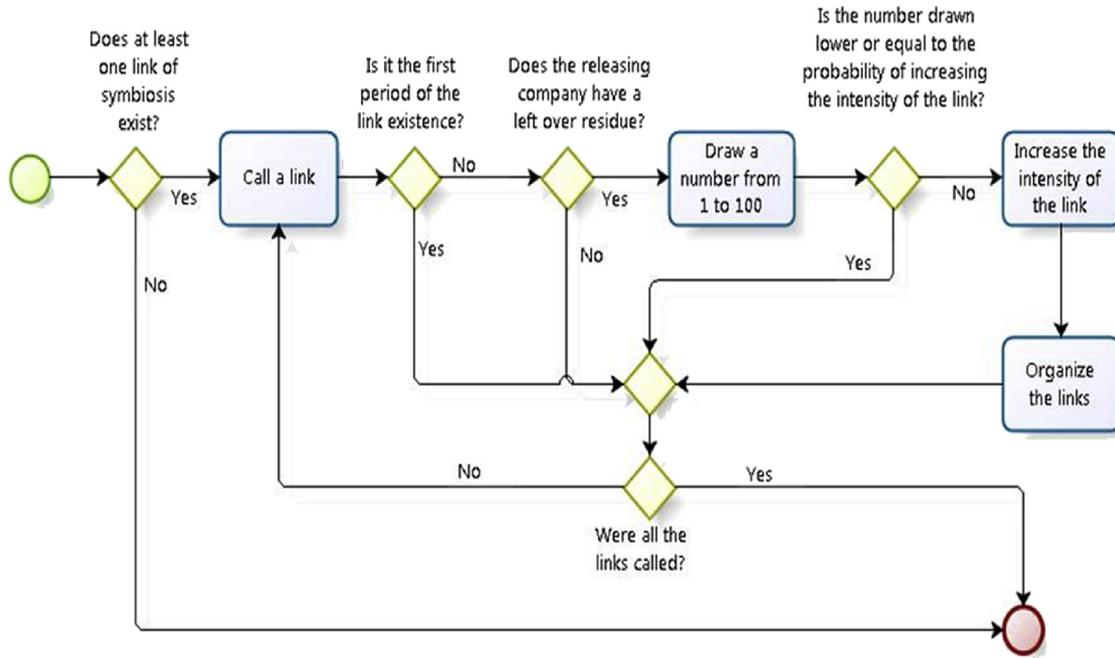 Does at least
one link of
symbiosis
exist?
Is it the first
period of the
link existence?
Does the releasing
company have a
left over residue?
Is the number drawn
lower or equal to the
probability of increasing
the intensity of the link?
Call a link
Draw a
number from
1 to 100
Increase the
intensity of
the link
Yes
No
Yes
No
Yes
No
No
Yes
Organize
the links
No
Yes
Were all the
links called?